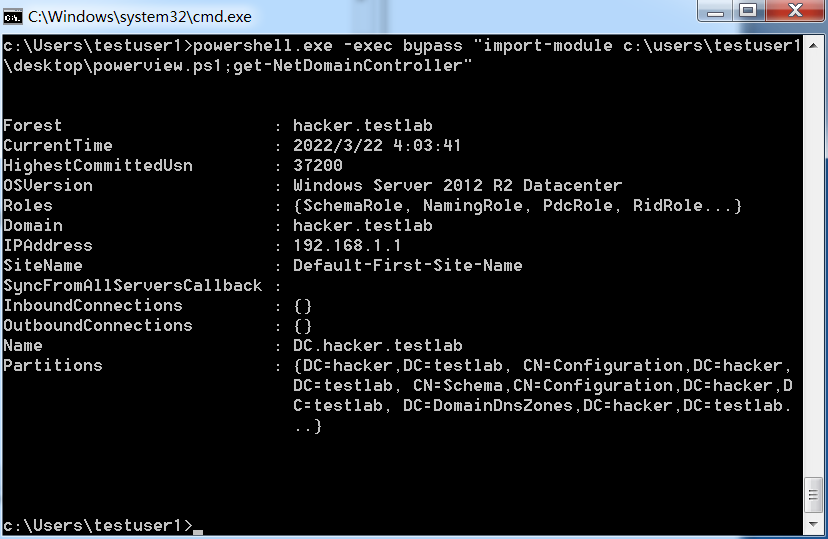 C:\Windows\system32\cmd.exe
c:\Users\testuser1>powershell.exe -exec bypass "import-module c:\users\testuser1
\desktop\powerview.ps1;get-NetDomainController"
Forest : hacker.testlab
CurrentTime : 2022/3/22 4:03:41
HighestCommittedUsn : 37200
OSVersion : Windows Server 2012 R2 Datacenter
Roles : {SchemaRole, NamingRole, PdcRole, RidRole...}
Domain : hacker.testlab
IPAddress : 192.168.1.1
SiteName : Default-First-Site-Name
SyncFromAllServersCallback :
InboundConnections : {}
OutboundConnections : {}
Name : DC.hacker.testlab
Partitions : {DC=hacker,DC=testlab, CN=Configuration,DC=hacker,
DC=testlab, CN=Schema,CN=Configuration,DC=hacker,D
C=testlab, DC=DomainDnsZones,DC=hacker,DC=testlab.
..}
c:\Users\testuser1>_